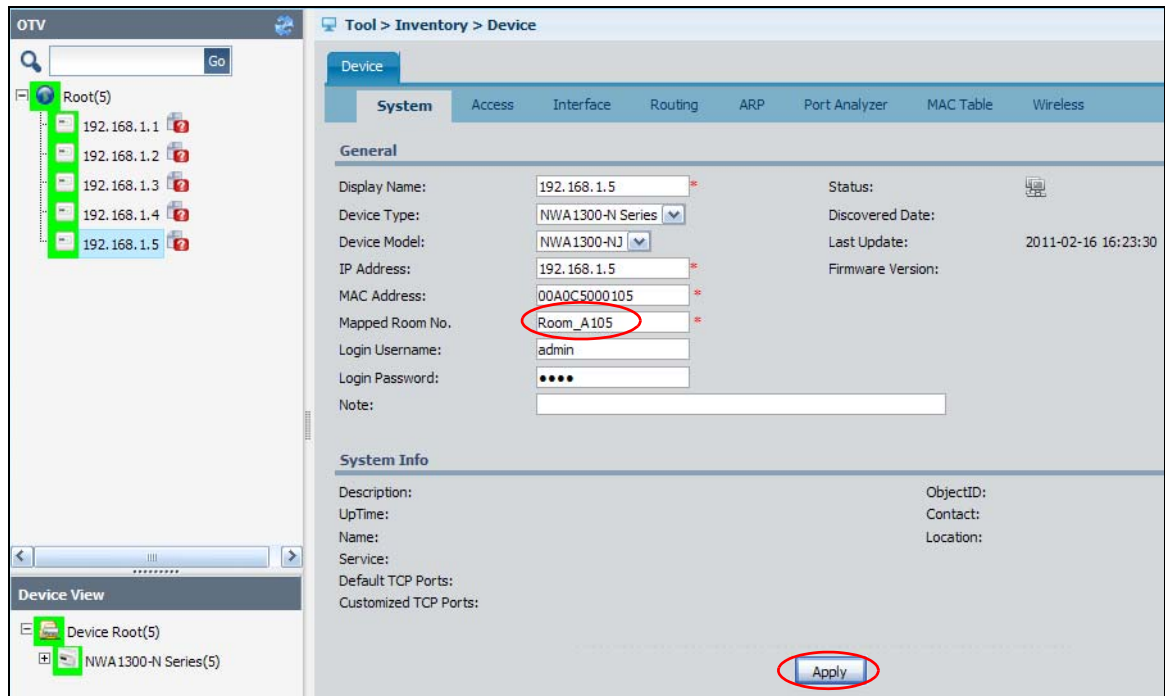 OTV
Go
Root(5)
192.168.1.1
192.168.1.2
192.168.1.3
192.168.1.4
192.168.1.5
Device View
Device Root(5)
NWA1300-N Series(5)
Tool > Inventory > Device
Device
System Access Interface Routing ARP Port Analyzer MAC Table Wireless
General
Display Name: 192.168.1.5 * Status:
Device Type: NWA1300-N Series Discovered Date:
Device Model: NWA1300-NJ Last Update: 2011-02-16 16:23:30
IP Address: 192.168.1.5 * Firmware Version:
MAC Address: 00A0C5000105 *
Mapped Room No. Room_A105 *
Login Username: admin
Login Password: ••••
Note:
System Info
Description: ObjectID:
UpTime: Contact:
Name: Location:
Service:
Default TCP Ports:
Customized TCP Ports:
Apply